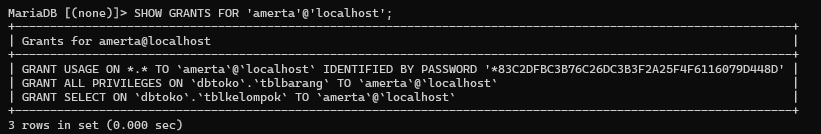 MariaDB [(none)]> SHOW GRANTS FOR 'amerta'@'localhost';
| Grants for amerta@localhost |
| GRANT USAGE ON *.* TO `amerta`@`localhost` IDENTIFIED BY PASSWORD '*83C2DFBC3B76C26DC3B3F2A25F4F6116079D448D' |
| GRANT ALL PRIVILEGES ON `dbtoko`.`tblbarang` TO `amerta`@`localhost` |
| GRANT SELECT ON `dbtoko`.`tblkelompok` TO `amerta`@`localhost` |
3 rows in set (0.000 sec)